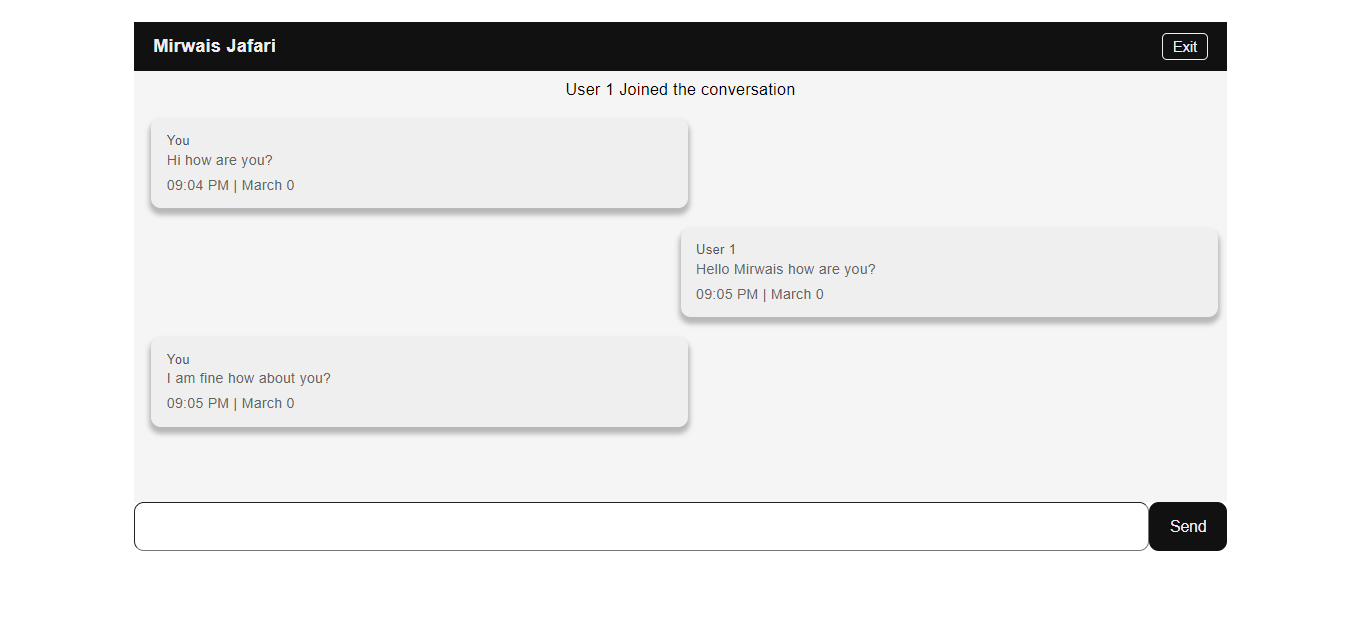 Mirwais Jafari
Exit
User 1 Joined the conversation
You
Hi how are you?
09:04 PM | March 0
User 1
Hello Mirwais how are you?
09:05 PM | March 0
You
I am fine how about you?
09:05 PM | March 0
Send